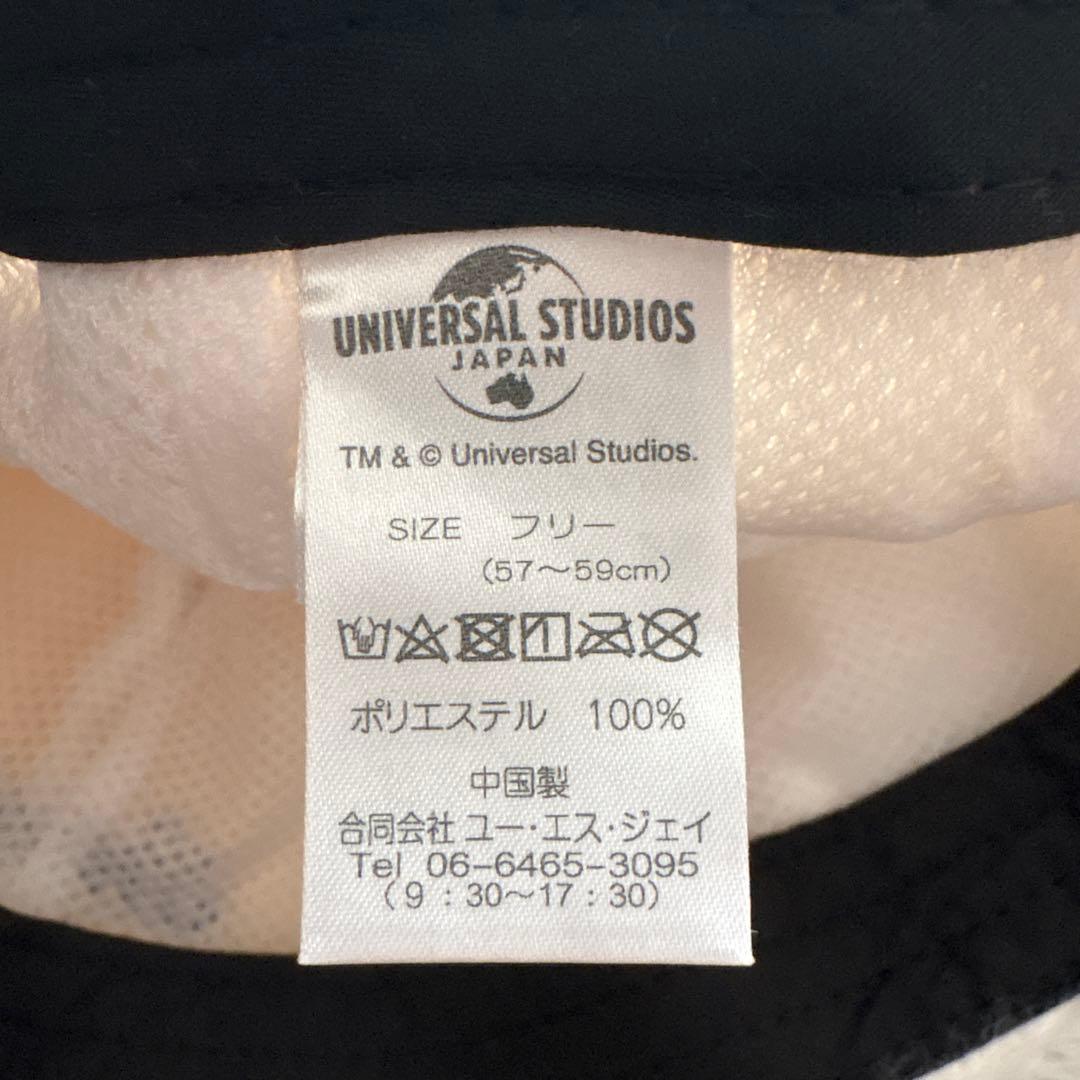 UNIVERSAL STUDIOS
JAPAN
TM & © Universal Studios.
SIZE フリー
(57〜59cm)
ポリエステル 100%
中国製
合同会社 ユー・エス・ジェイ
Tel 06-6465-3095
(9:30〜17:30)